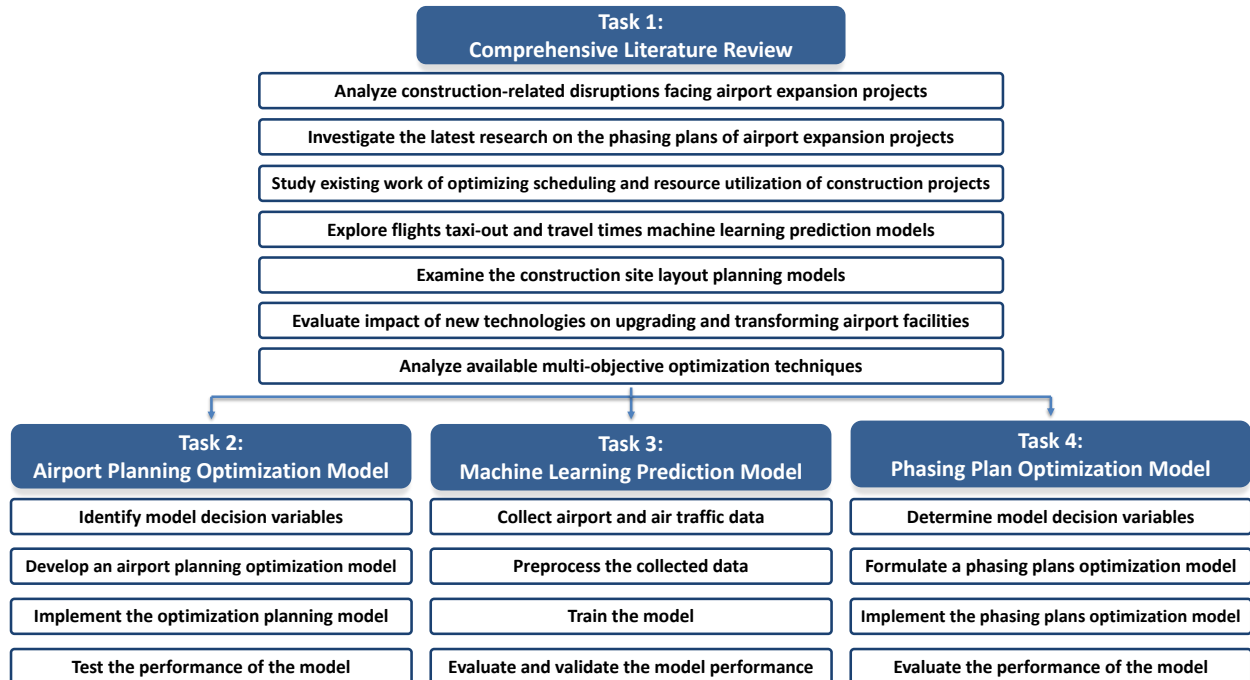 Task 1:
Comprehensive Literature Review
Analyze construction-related disruptions facing airport expansion projects
Investigate the latest research on the phasing plans of airport expansion projects
Study existing work of optimizing scheduling and resource utilization of construction projects
Explore flights taxi-out and travel times machine learning prediction models
Examine the construction site layout planning models
Evaluate impact of new technologies on upgrading and transforming airport facilities
Analyze available multi-objective optimization techniques
Task 2:
Airport Planning Optimization Model
Identify model decision variables
Develop an airport planning optimization model
Implement the optimization planning model
Test the performance of the model
Task 3:
Machine Learning Prediction Model
Collect airport and air traffic data
Preprocess the collected data
Train the model
Evaluate and validate the model performance
Task 4:
Phasing Plan Optimization Model
Determine model decision variables
Formulate a phasing plans optimization model
Implement the phasing plans optimization model
Evaluate the performance of the model